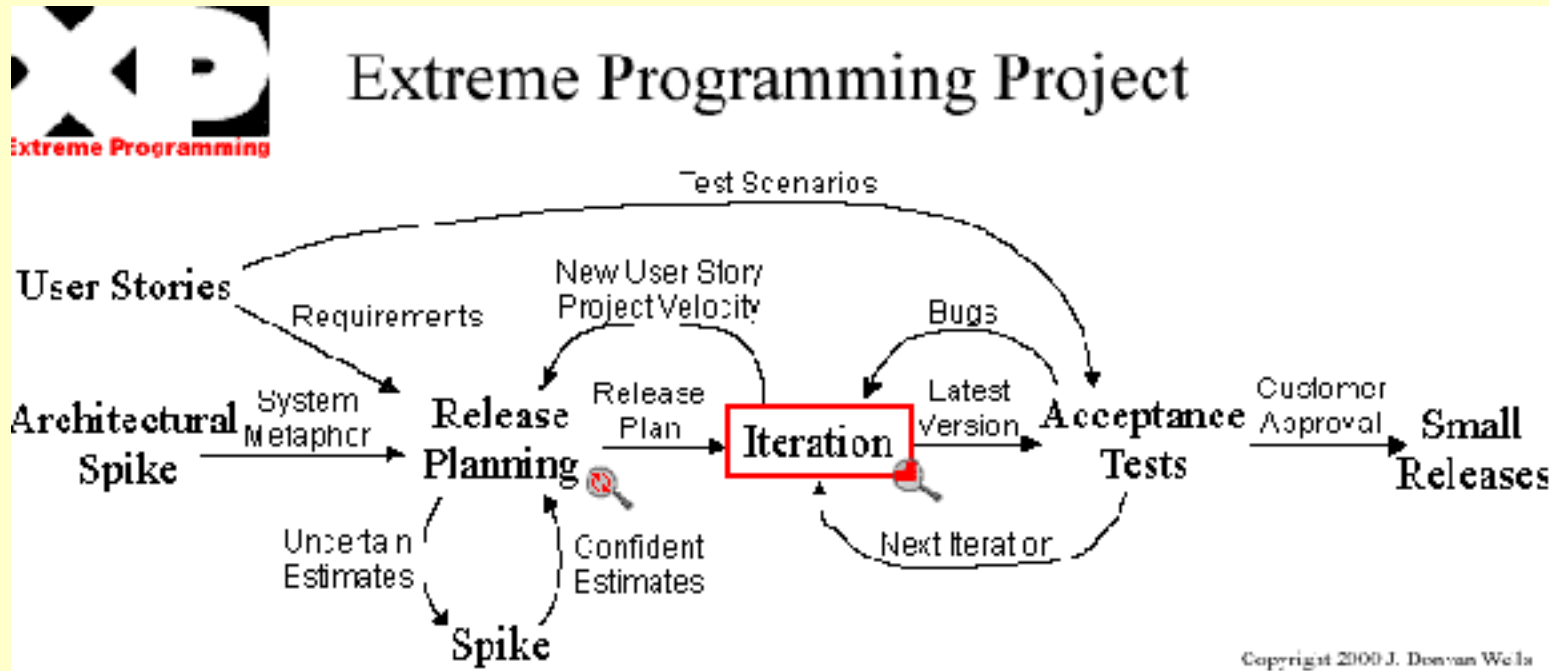 XP
Extreme Programming
Extreme Programming Project
Test Scenarios
User Stories
Requirements
New User Story
Project Velocity
Bugs
Architectural
Spike
System
Metaphor
Release
Planning
Release
Plan
Iteration
Latest
Version
Acceptance
Tests
Customer
Approval
Small
Releases
Uncertain
Estimates
Confident
Estimates
Next Iteration
Spike
Copyright 2000 J. Donvan Wells